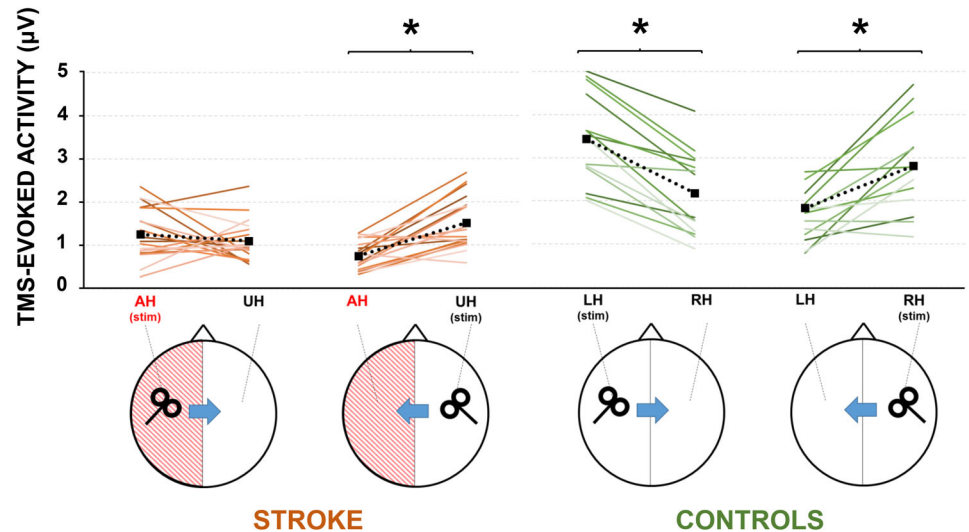 TMS-EVOKED ACTIVITY (µV)
* * *
5
4
3
2
1
0
AH UH AH UH LH RH LH RH
(stim) (stim) (stim) (stim)
STROKE CONTROLS